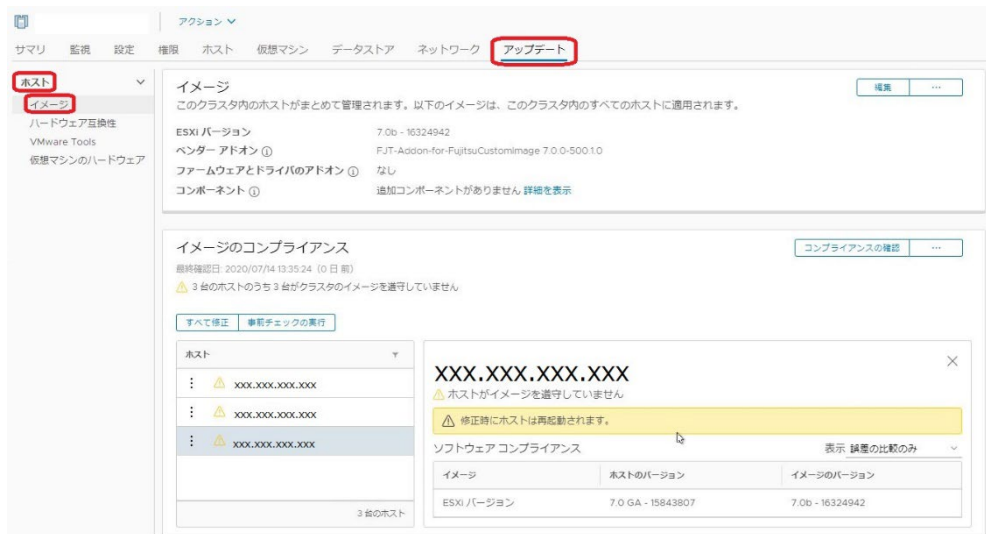 アクション
サマリ 監視 設定 権限 ホスト 仮想マシン データストア ネットワーク アップデート
ホスト
イメージ
ハードウェア互換性
VMware Tools
仮想マシンのハードウェア
イメージ
編集 ...
このクラスタ内のホストがまとめて管理されます。以下のイメージは、このクラスタ内のすべてのホストに適用されます。
ESXi バージョン 7.0b - 16324942
ベンダー アドオン FJT-Addon-for-FujitsuCustomImage 7.0.0-500.1.0
ファームウェアとドライバのアドオン なし
コンポーネント 追加コンポーネントがありません 詳細を表示
イメージのコンプライアンス
コンプライアンスの確認 ...
最終確認日: 2020/07/14 13:35:24（0 日 前）
3 台のホストのうち 3 台がクラスタのイメージを遵守していません
すべて修正 事前チェックの実行
ホスト
xxx.xxx.xxx.xxx
xxx.xxx.xxx.xxx
xxx.xxx.xxx.xxx
3 台のホスト
xxx.xxx.xxx.xxx
ホストがイメージを遵守していません
修正時にホストは再起動されます。
ソフトウェア コンプライアンス 表示 誤差の比較のみ
イメージ ホストのバージョン イメージのバージョン
ESXi バージョン 7.0 GA - 15843807 7.0b - 16324942